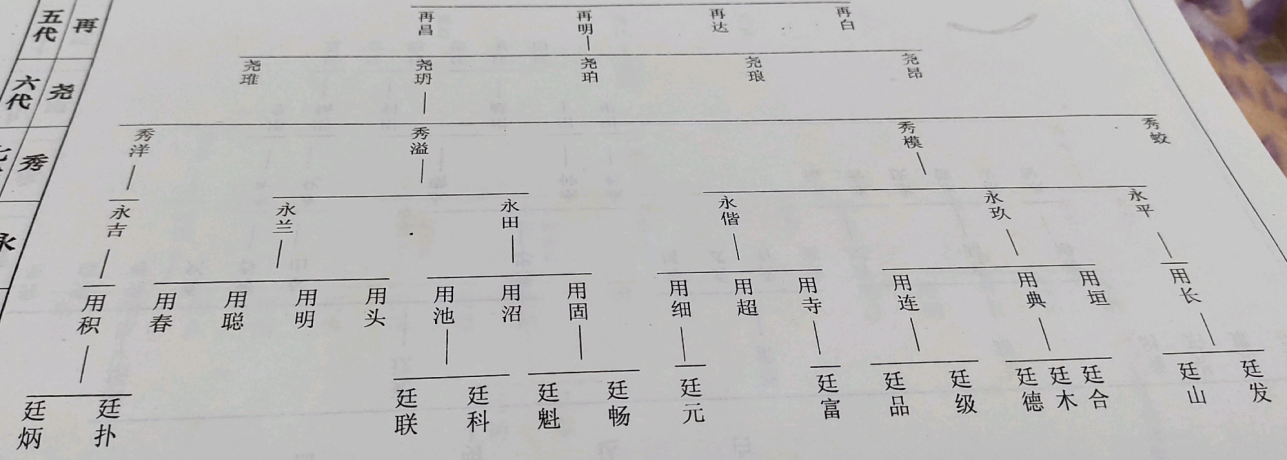 五代 再
再昌 再明 再达 再白
六代 尧
尧琟 尧玬 尧珀 尧琅 尧昂
秀
秀洋 秀溢 秀模 秀蛟
永
永吉 永兰 永田 永偕 永玖 永平
用积 用春 用聪 用明 用头 用池 用沼 用固 用细 用超 用寺 用连 用典 用垣 用长
廷炳 廷扑 廷联 廷科 廷魁 廷畅 廷元 廷富 廷品 廷级 廷德 廷木 廷合 廷山 廷发